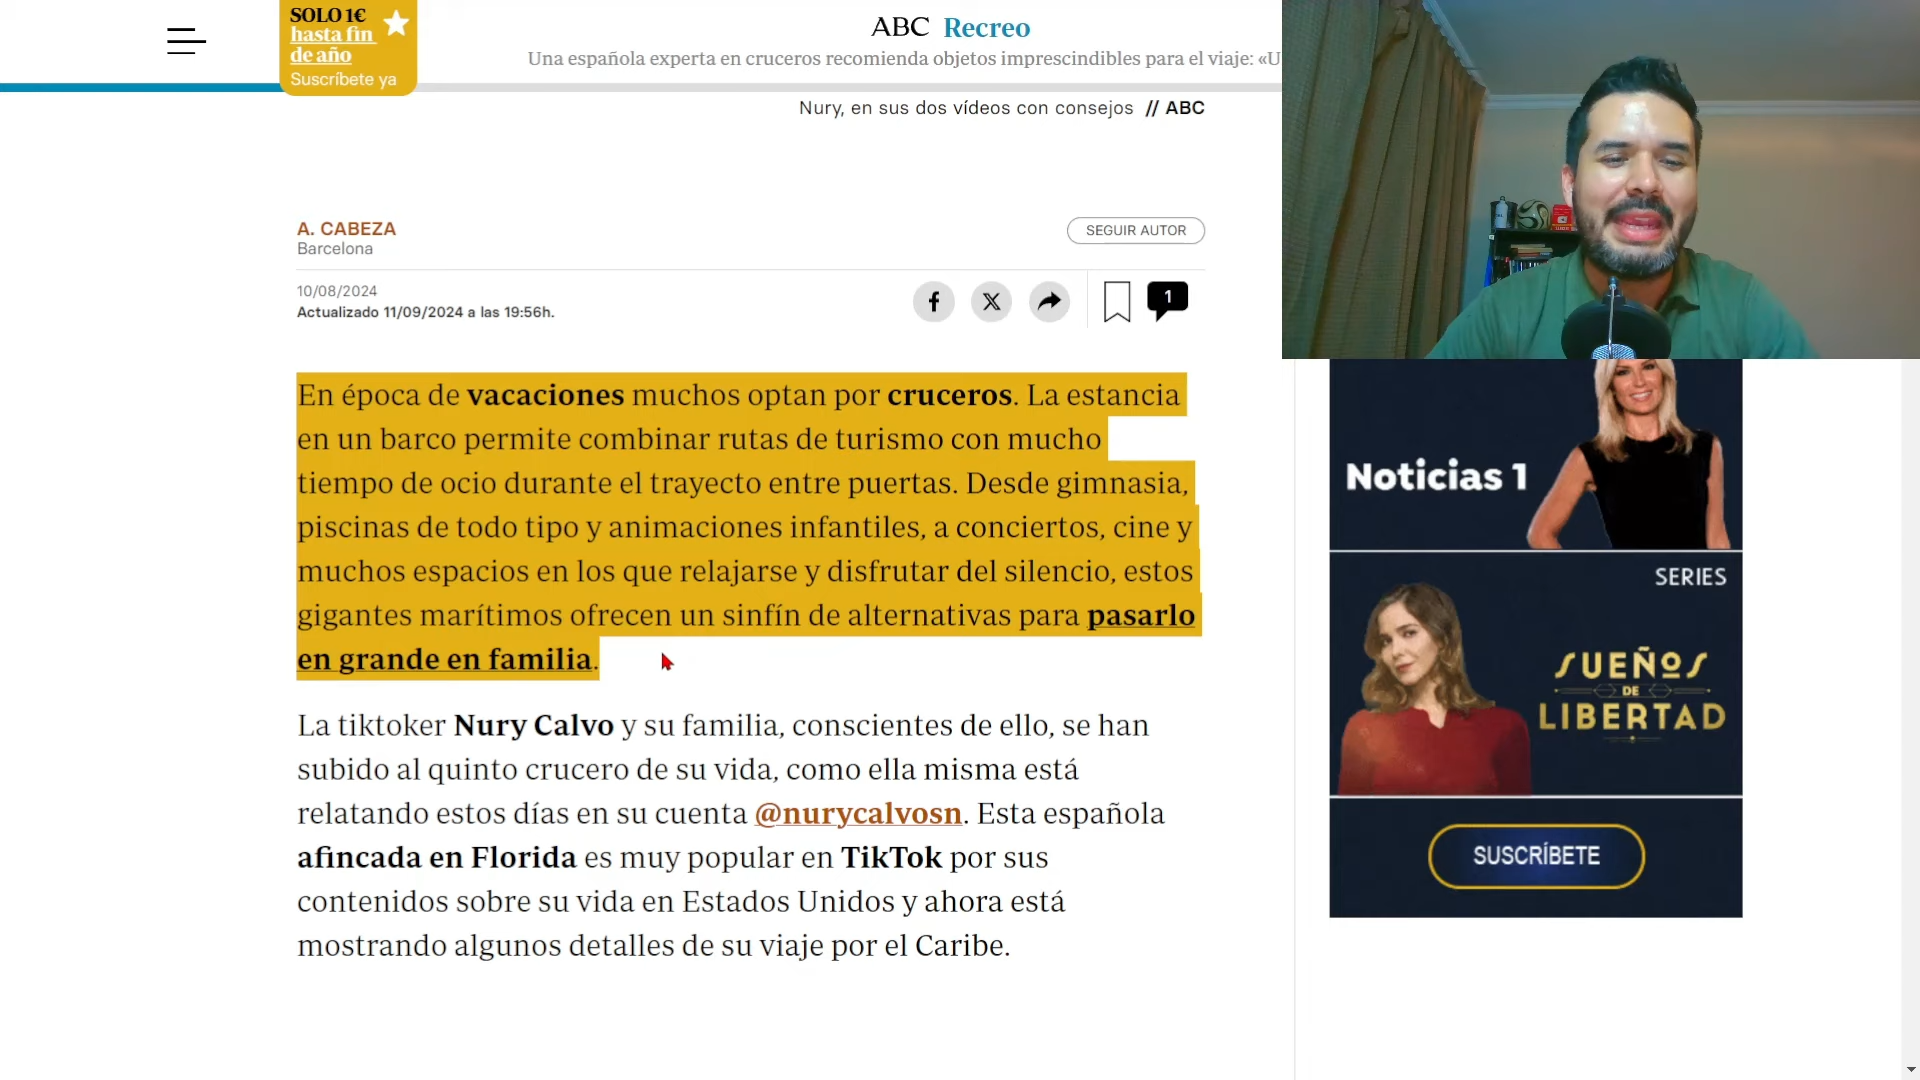 SOLO 1€
hasta fin
de año
Suscríbete ya
ABC Recreo
Una española experta en cruceros recomienda objetos imprescindibles para el viaje: «U
Nury, en sus dos vídeos con consejos // ABC
A. CABEZA
Barcelona
SEGUIR AUTOR
10/08/2024
Actualizado 11/09/2024 a las 19:56h.
1
En época de vacaciones muchos optan por cruceros. La estancia
en un barco permite combinar rutas de turismo con mucho
tiempo de ocio durante el trayecto entre puertas. Desde gimnasia,
piscinas de todo tipo y animaciones infantiles, a conciertos, cine y
muchos espacios en los que relajarse y disfrutar del silencio, estos
gigantes marítimos ofrecen un sinfín de alternativas para pasarlo
en grande en familia.
La tiktoker Nury Calvo y su familia, conscientes de ello, se han
subido al quinto crucero de su vida, como ella misma está
relatando estos días en su cuenta @nurycalvosn. Esta española
afincada en Florida es muy popular en TikTok por sus
contenidos sobre su vida en Estados Unidos y ahora está
mostrando algunos detalles de su viaje por el Caribe.
Noticias 1
SERIES
SUEÑOS
DE
LIBERTAD
SUSCRÍBETE